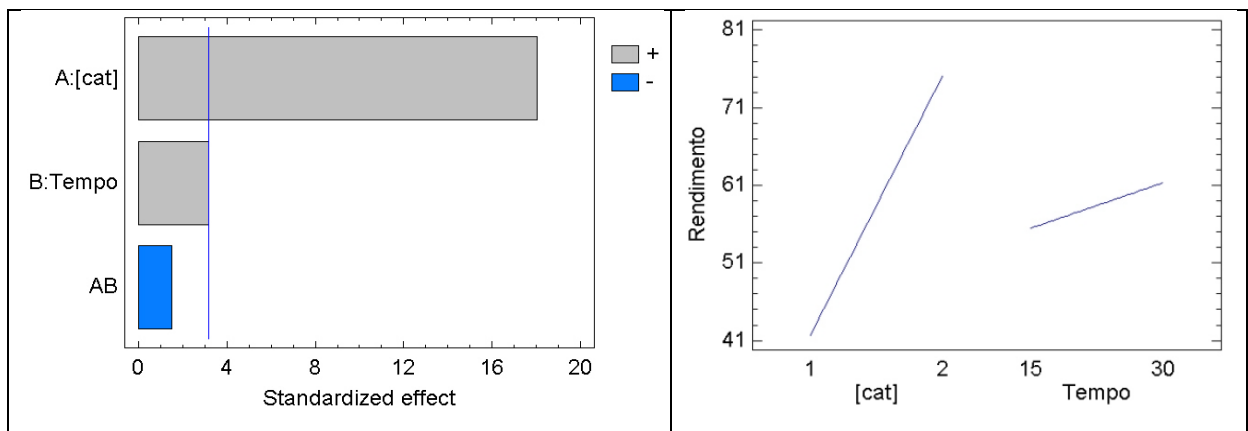 A:[cat]
B:Tempo
AB
+
-
0 4 8 12 16 20
Standardized effect
Rendimento
81
71
61
51
41
1 2 15 30
[cat] Tempo